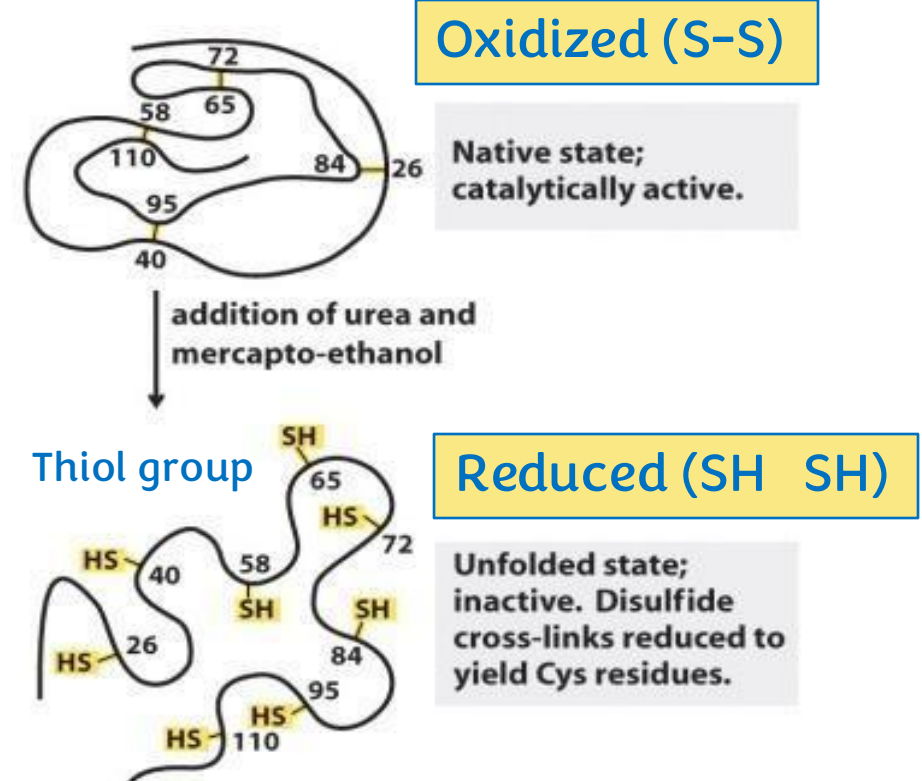 Oxidized (S-S)
72
65
58
110
84
26
95
40
Native state;
catalytically active.
addition of urea and
mercapto-ethanol
Thiol group
Reduced (SH SH)
SH
65
HS
72
HS
40
58
SH
SH
84
HS
26
95
HS
HS
110
Unfolded state;
inactive. Disulfide
cross-links reduced to
yield Cys residues.